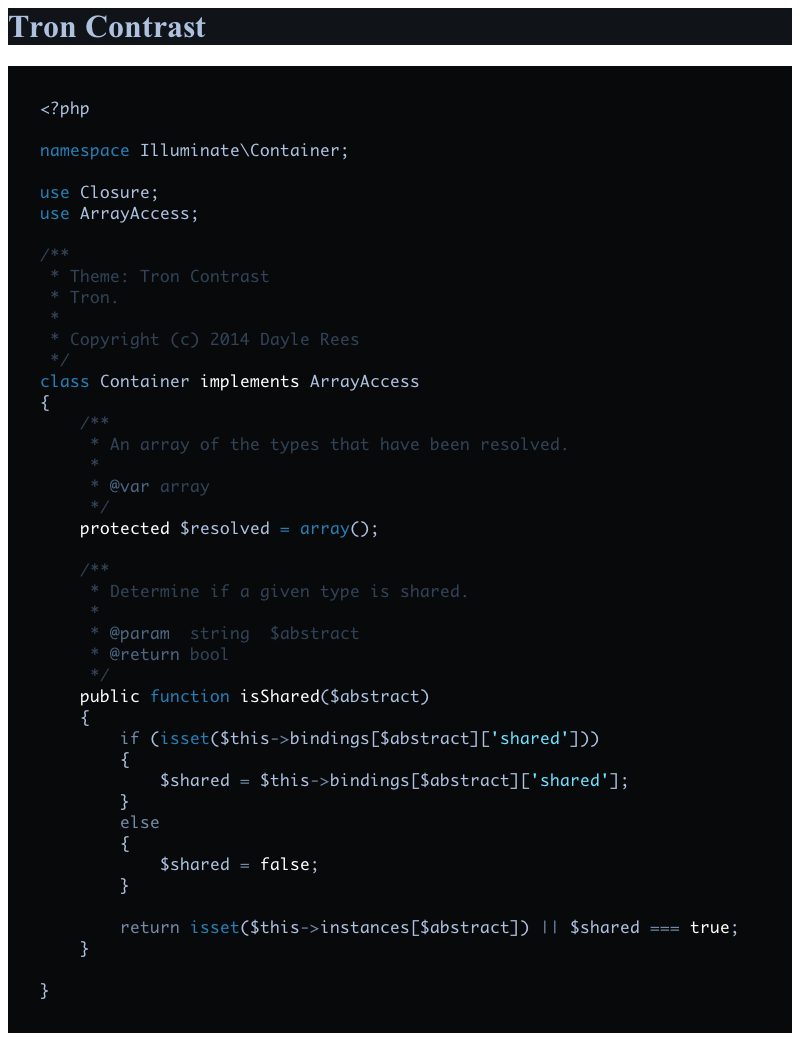 Tron Contrast
<?php
namespace Illuminate\Container;
use Closure;
use ArrayAccess;
/**
 * Theme: Tron Contrast
 * Tron.
 *
 * Copyright (c) 2014 Dayle Rees
 */
class Container implements ArrayAccess
{
    /**
     * An array of the types that have been resolved.
     *
     * @var array
     */
    protected $resolved = array();
    /**
     * Determine if a given type is shared.
     *
     * @param  string  $abstract
     * @return bool
     */
    public function isShared($abstract)
    {
        if (isset($this->bindings[$abstract]['shared']))
        {
            $shared = $this->bindings[$abstract]['shared'];
        }
        else
        {
            $shared = false;
        }
        return isset($this->instances[$abstract]) || $shared === true;
    }
}